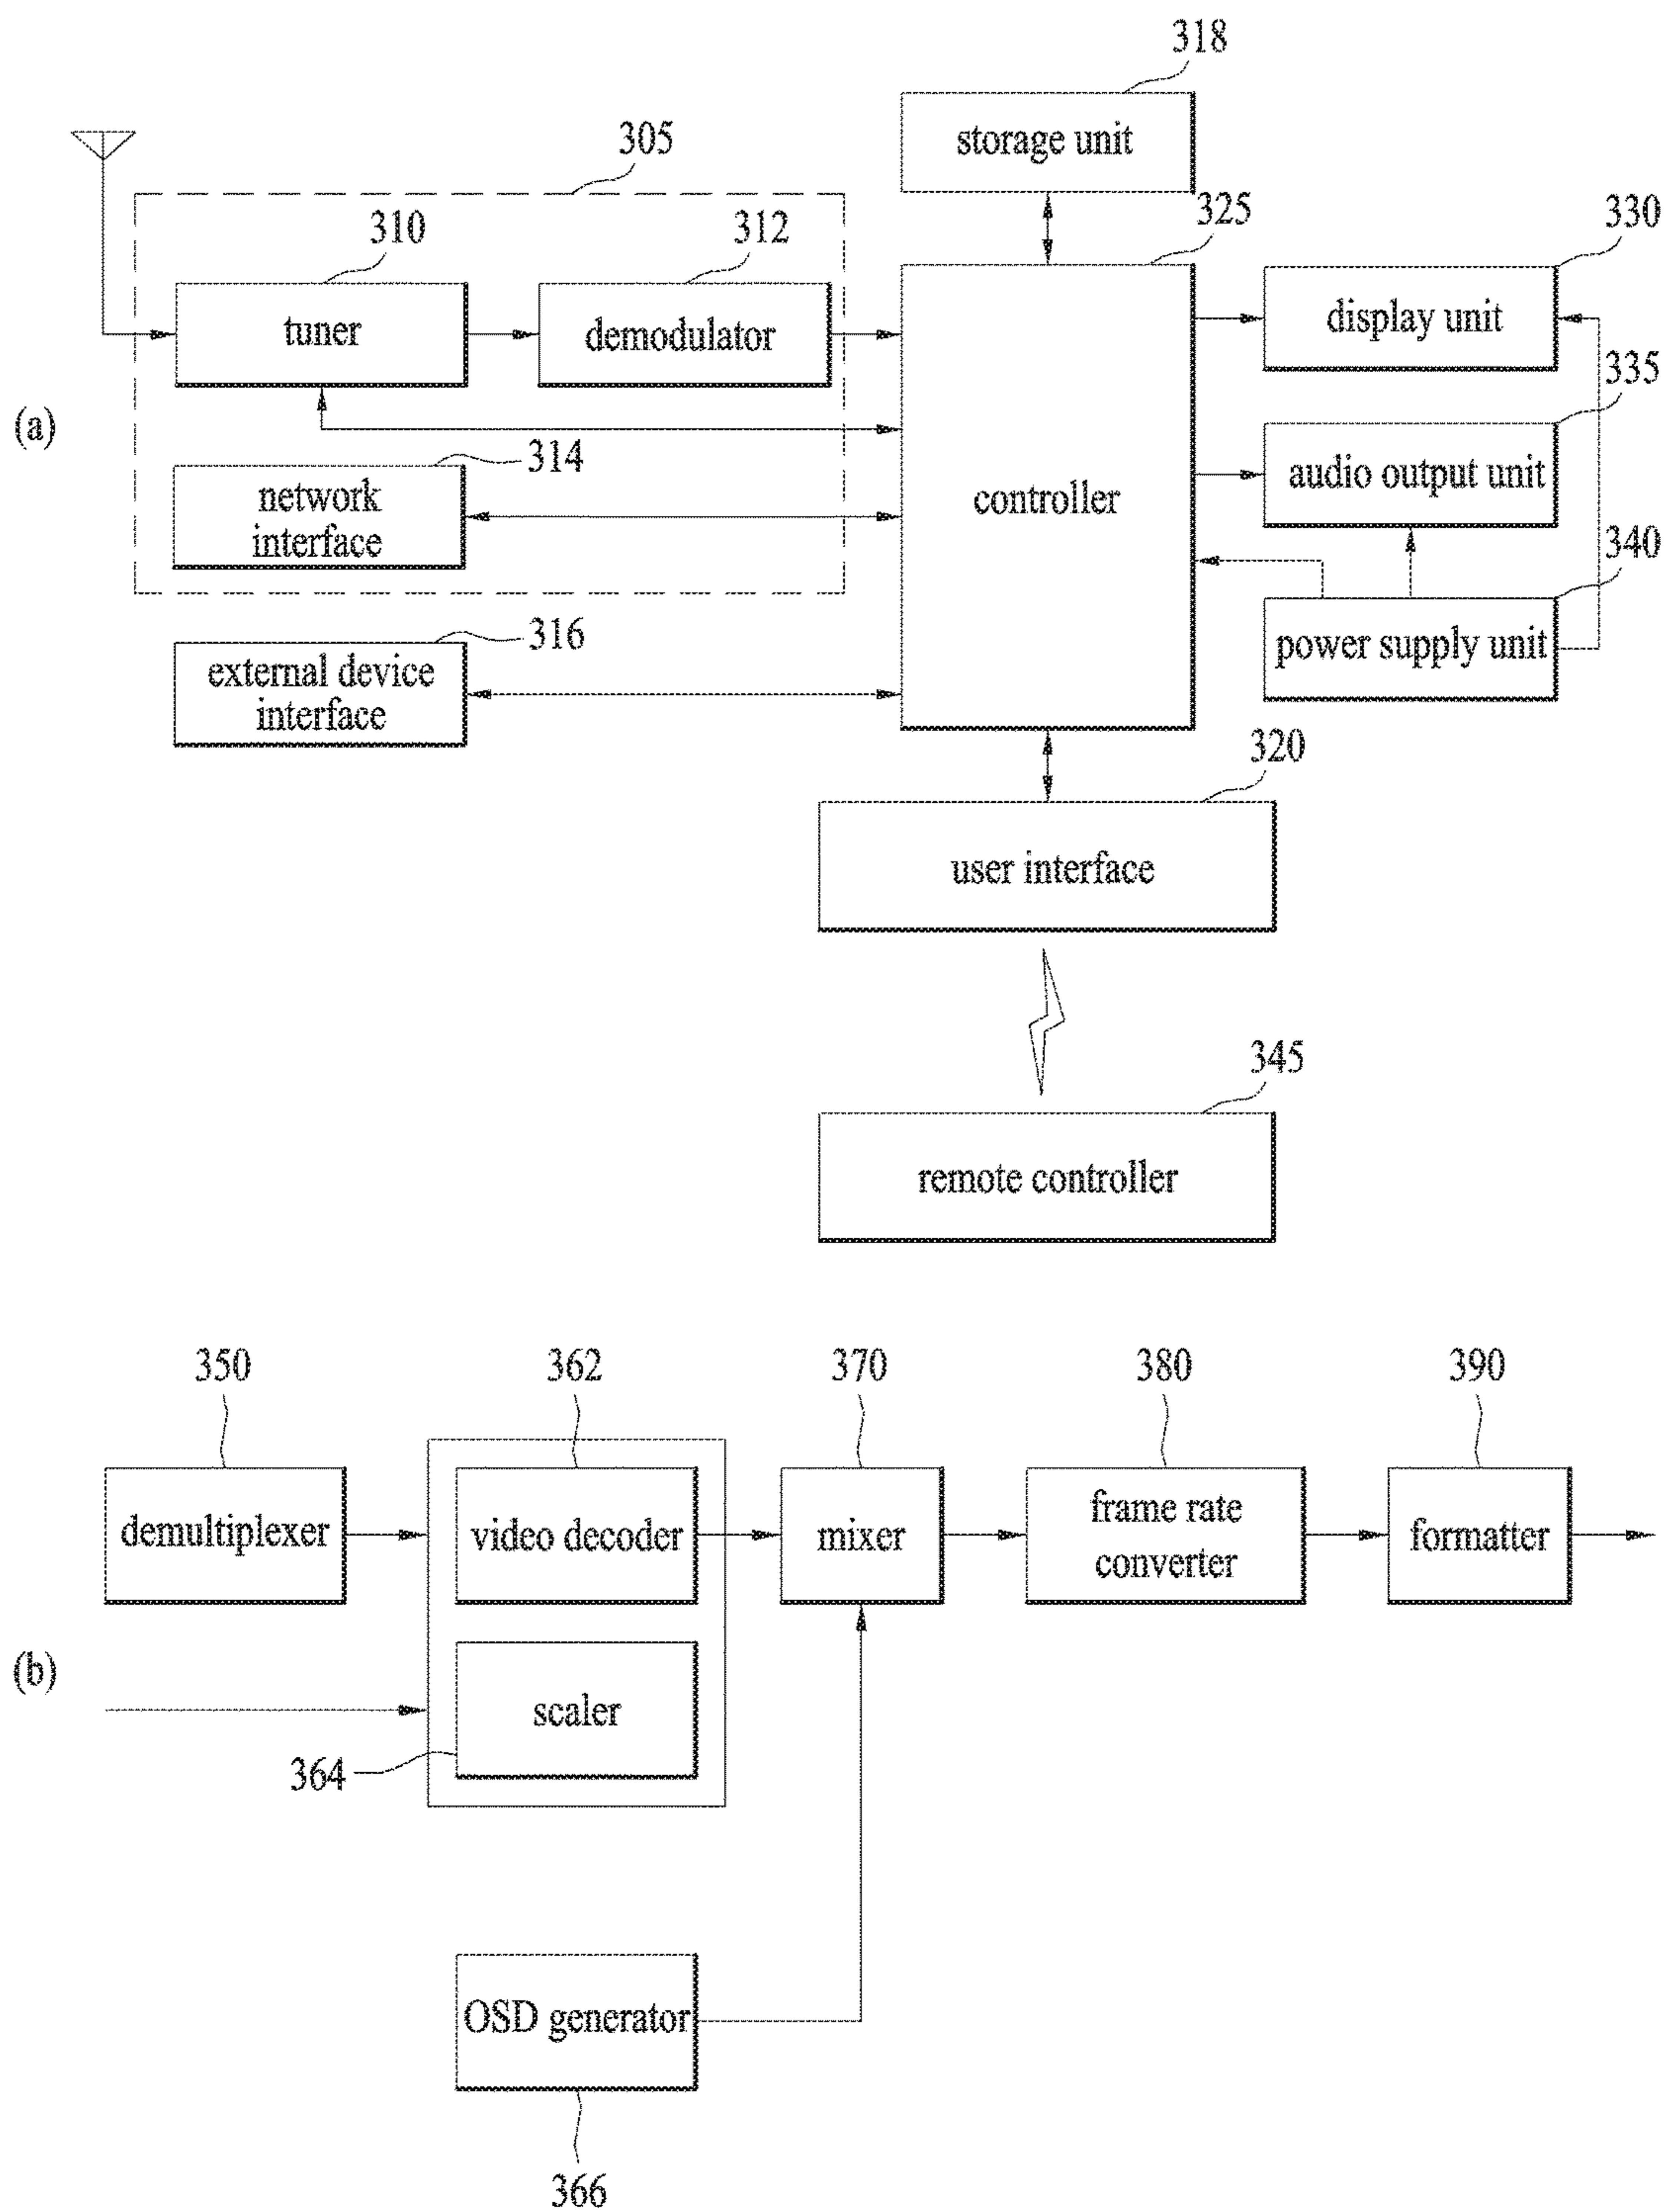 318
storage unit
305
325
330
310
312
tuner
demodulator
display unit
335
(a)
314
network
interface
controller
audio output unit
340
316
external device
interface
power supply unit
320
user interface
345
remote controller
350
362
370
380
390
demultiplexer
video decoder
mixer
frame rate
converter
formatter
(b)
scaler
364
OSD generator
366